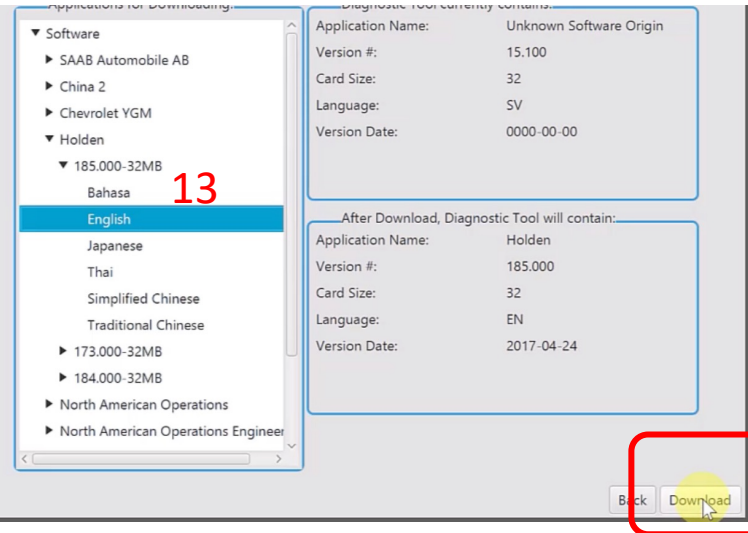 Applications for Downloading:
▼ Software
▶ SAAB Automobile AB
▶ China 2
▶ Chevrolet YGM
▼ Holden
▼ 185.000-32MB
Bahasa
English
Japanese
Thai
Simplified Chinese
Traditional Chinese
▶ 173.000-32MB
▶ 184.000-32MB
▶ North American Operations
▶ North American Operations Engineer
13
Diagnostic Tool currently contains:
Application Name: Unknown Software Origin
Version #: 15.100
Card Size: 32
Language: SV
Version Date: 0000-00-00
After Download, Diagnostic Tool will contain:
Application Name: Holden
Version #: 185.000
Card Size: 32
Language: EN
Version Date: 2017-04-24
Back Download